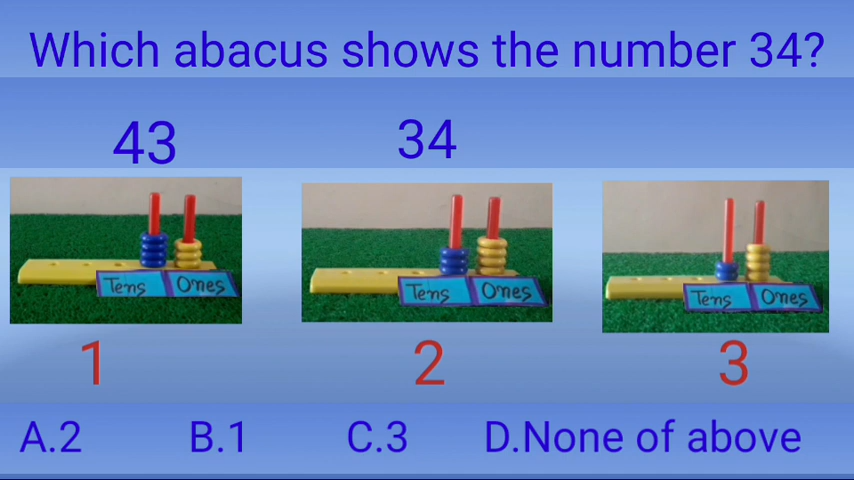 Which abacus shows the number 34?
43 34
Tens Ones Tens Ones Tens Ones
1 2 3
A.2 B.1 C.3 D.None of above